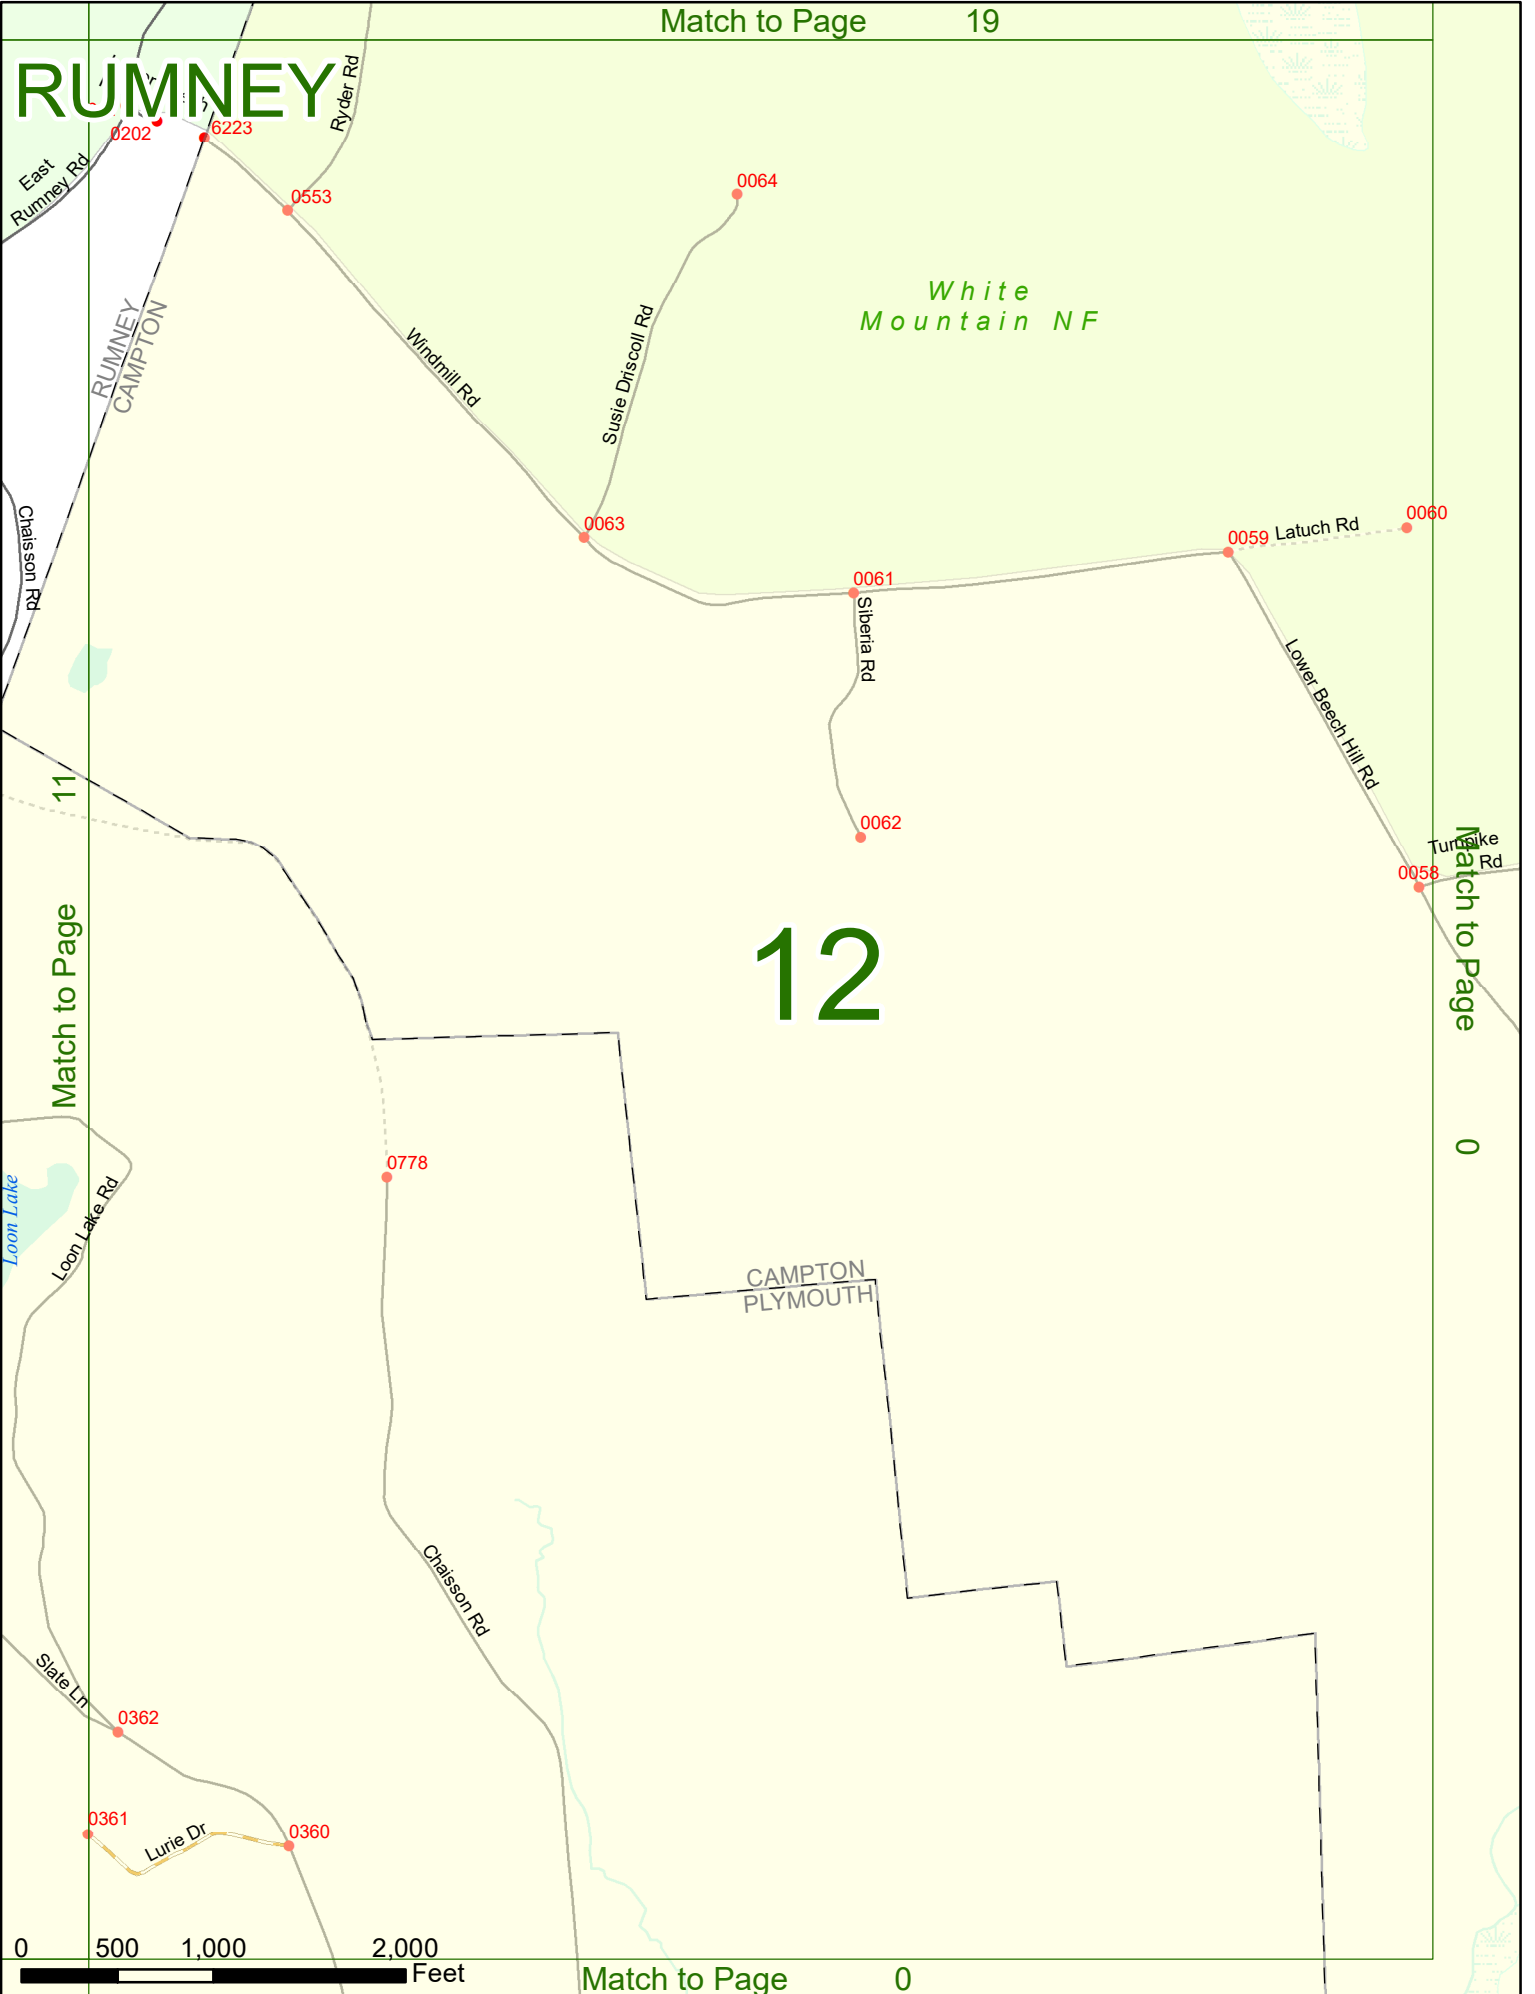 Match to Page 19
RUMNEY
Ryder Rd
0202
6223
East
Rumney Rd
0553
0064
White
Mountain NF
RUMNEY
CAMPTON
Windmill Rd
Susie Driscoll Rd
Chaisson Rd
0063
0060
Latuch Rd
0059
0061
Siberia Rd
Lower Beech Hill Rd
Match to Page 11
0062
Turnpike
Rd
0058
Match to Page 0
12
Loon Lake
Loon Lake Rd
0778
CAMPTON
PLYMOUTH
Chaisson Rd
Slate Ln
0362
0361
Lurie Dr
0360
0 500 1,000 2,000
Feet
Match to Page 0